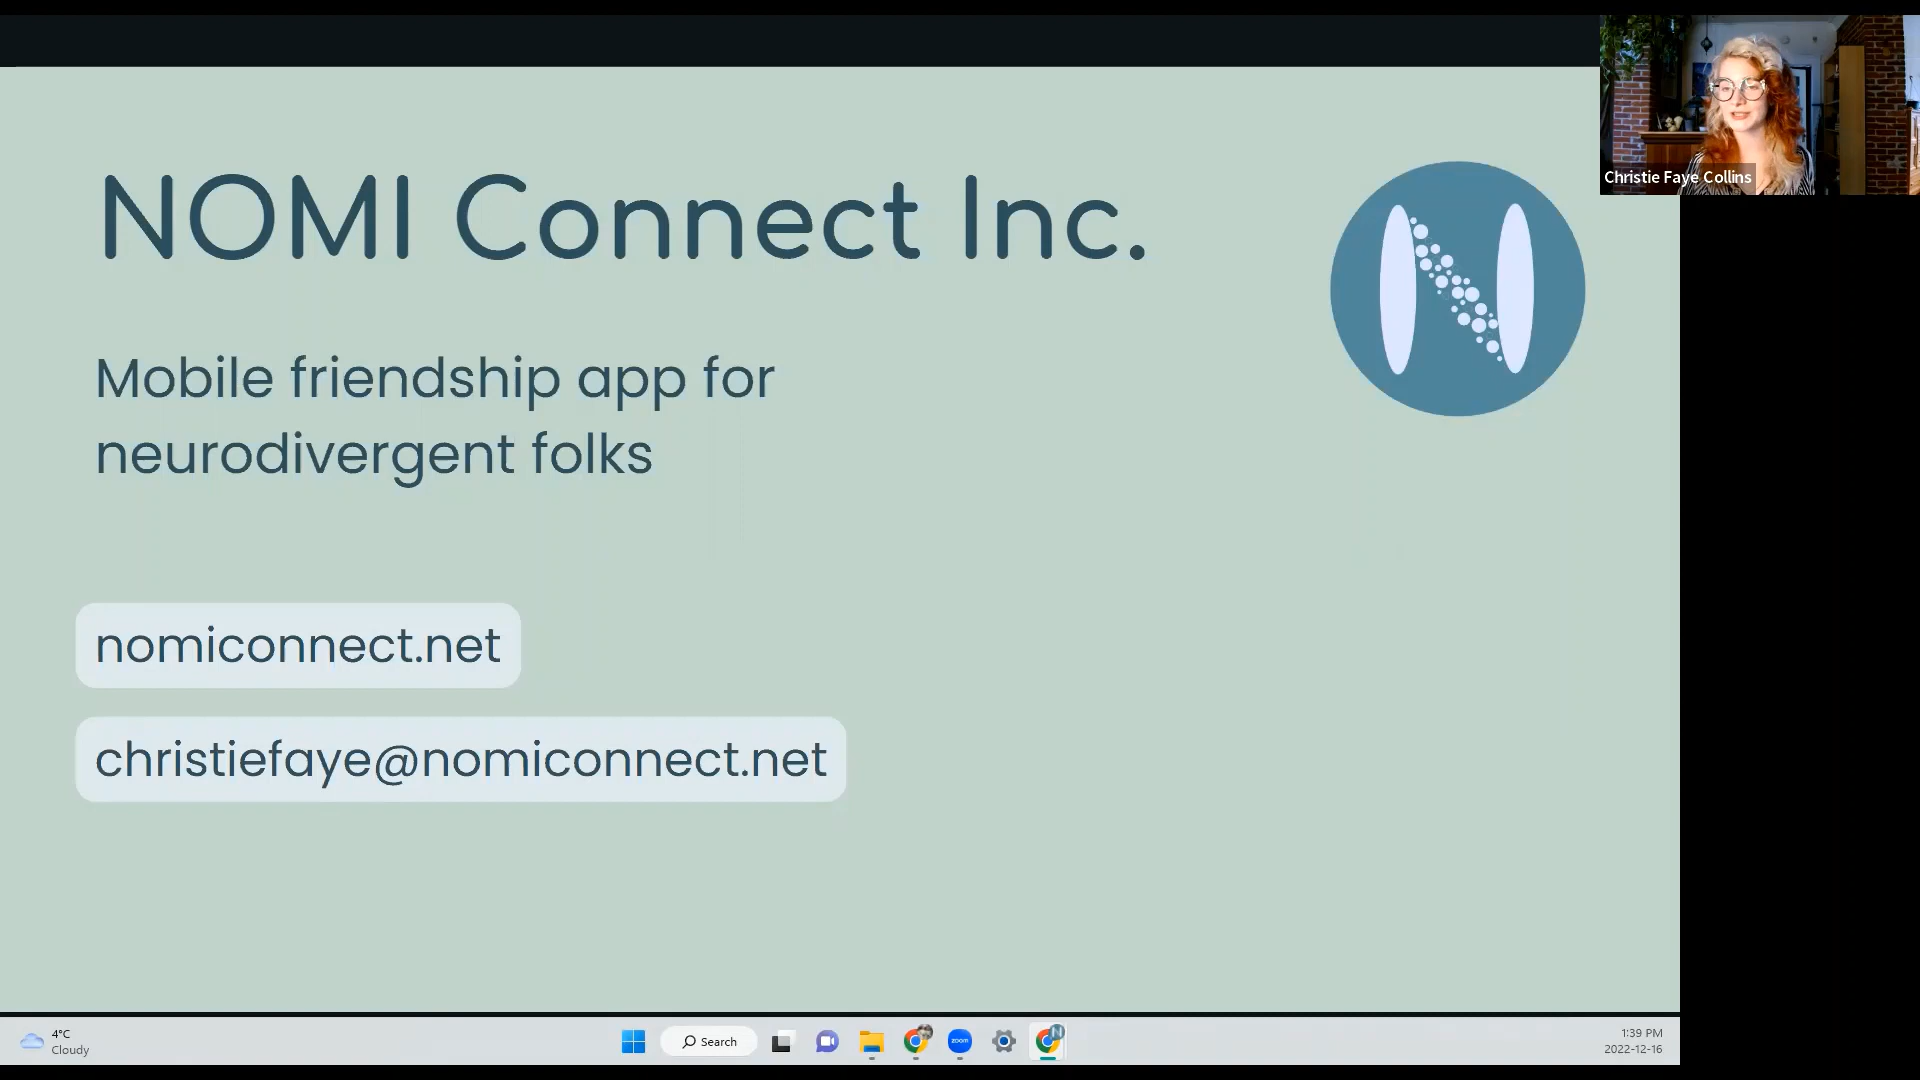 Christie Faye Collins
NOMI Connect Inc.
Mobile friendship app for
neurodivergent folks
nomiconnect.net
christiefaye@nomiconnect.net
4°C
Cloudy
Search
zoom
N
1:39 PM
2022-12-16